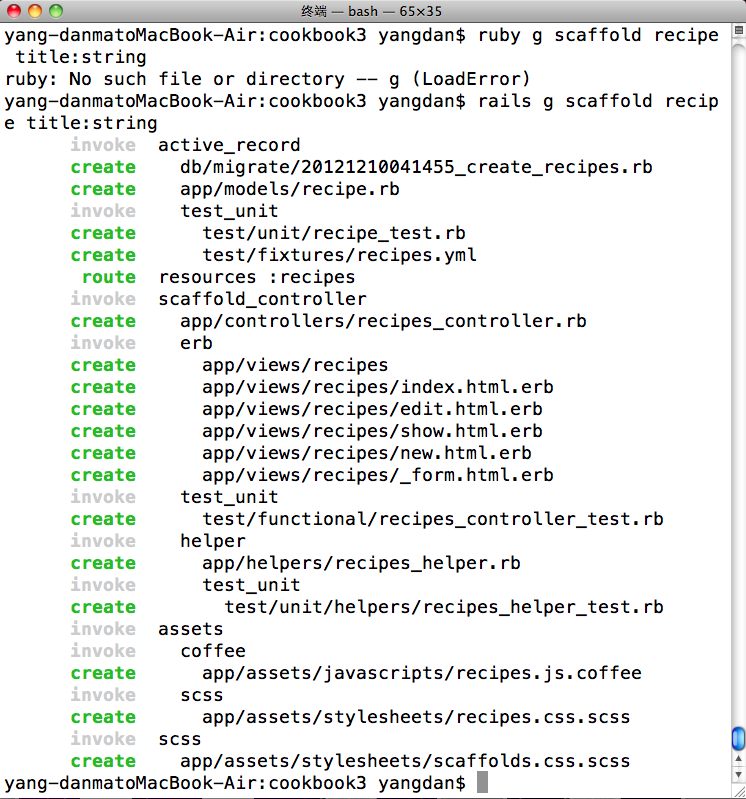 终端 — bash — 65×35
yang-danmatoMacBook-Air:cookbook3 yangdan$ ruby g scaffold recipe
 title:string
ruby: No such file or directory -- g (LoadError)
yang-danmatoMacBook-Air:cookbook3 yangdan$ rails g scaffold recip
e title:string
      invoke  active_record
      create    db/migrate/20121210041455_create_recipes.rb
      create    app/models/recipe.rb
      invoke    test_unit
      create      test/unit/recipe_test.rb
      create      test/fixtures/recipes.yml
       route  resources :recipes
      invoke  scaffold_controller
      create    app/controllers/recipes_controller.rb
      invoke    erb
      create      app/views/recipes
      create      app/views/recipes/index.html.erb
      create      app/views/recipes/edit.html.erb
      create      app/views/recipes/show.html.erb
      create      app/views/recipes/new.html.erb
      create      app/views/recipes/_form.html.erb
      invoke    test_unit
      create      test/functional/recipes_controller_test.rb
      invoke    helper
      create      app/helpers/recipes_helper.rb
      invoke      test_unit
      create        test/unit/helpers/recipes_helper_test.rb
      invoke  assets
      invoke    coffee
      create      app/assets/javascripts/recipes.js.coffee
      invoke    scss
      create      app/assets/stylesheets/recipes.css.scss
      invoke  scss
      create    app/assets/stylesheets/scaffolds.css.scss
yang-danmatoMacBook-Air:cookbook3 yangdan$